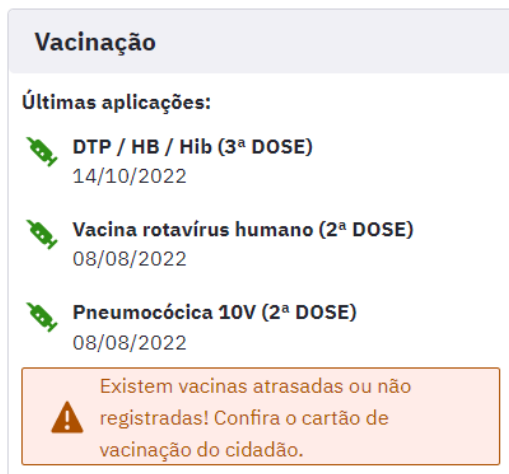 Vacinação
Últimas aplicações:
DTP / HB / Hib (3ª DOSE)
14/10/2022
Vacina rotavírus humano (2ª DOSE)
08/08/2022
Pneumocócica 10V (2ª DOSE)
08/08/2022
Existem vacinas atrasadas ou não
registradas! Confira o cartão de
vacinação do cidadão.